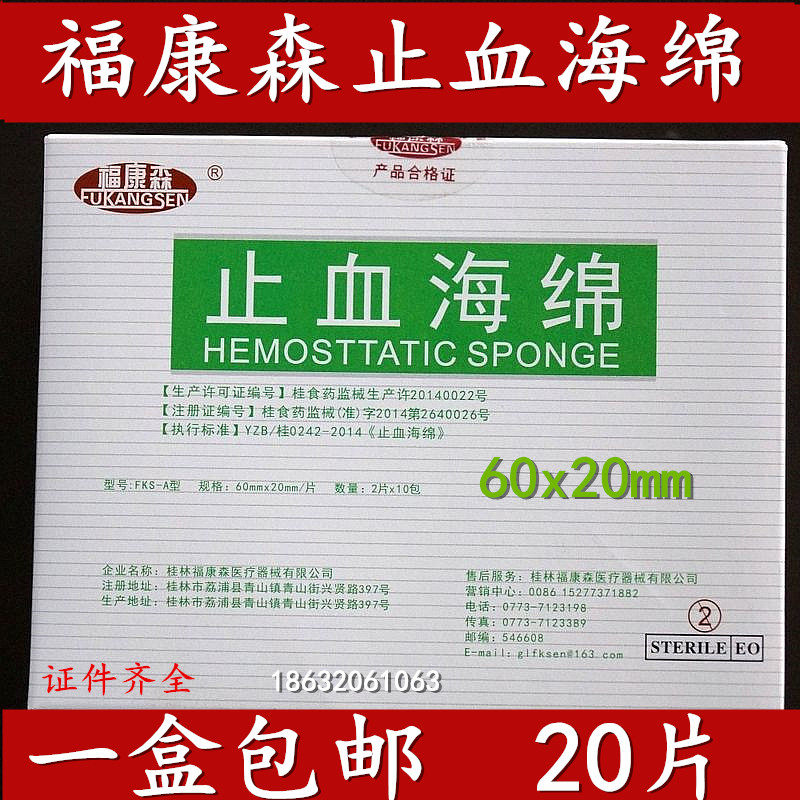 福康森止血海绵
福康森
FUKANGSEN
产品合格证
福康森
FUKANGSEN
®
止血海绵
HEMOSTTATIC SPONGE
【生产许可证编号】桂食药监械生产许20140022号
【注册证编号】桂食药监械(准)字2014第2640026号
【执行标准】YZB/桂0242-2014《止血海绵》
型号:FKS-A型 规格:60mmx20mm/片 数量:2片x10包
60x20mm
企业名称:桂林福康森医疗器械有限公司
注册地址:桂林市荔浦县青山镇青山街兴贤路397号
生产地址:桂林市荔浦县青山镇青山街兴贤路397号
售后服务:桂林福康森医疗器械有限公司
营销中心:0086 15277371882
电话:0773-7123198
传真:0773-7123389
邮编:546608
E-mail:glfksen@163.com
2
STERILE EO
证件齐全
18632061063
一盒包邮 20片